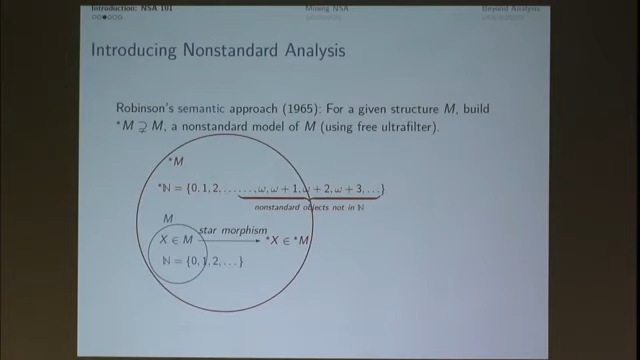 Introduction: NSA 101
Mining NSA
Beyond Analysis
Introducing Nonstandard Analysis
Robinson's semantic approach (1965): For a given structure M, build
*M ⊋ M, a nonstandard model of M (using free ultrafilter).
*M
*ℕ = {0, 1, 2, . . . . . . , ω, ω + 1, ω + 2, ω + 3, . . .}
nonstandard objects not in ℕ
M
star morphism
X ∈ M → *X ∈ *M
ℕ = {0, 1, 2, . . .}